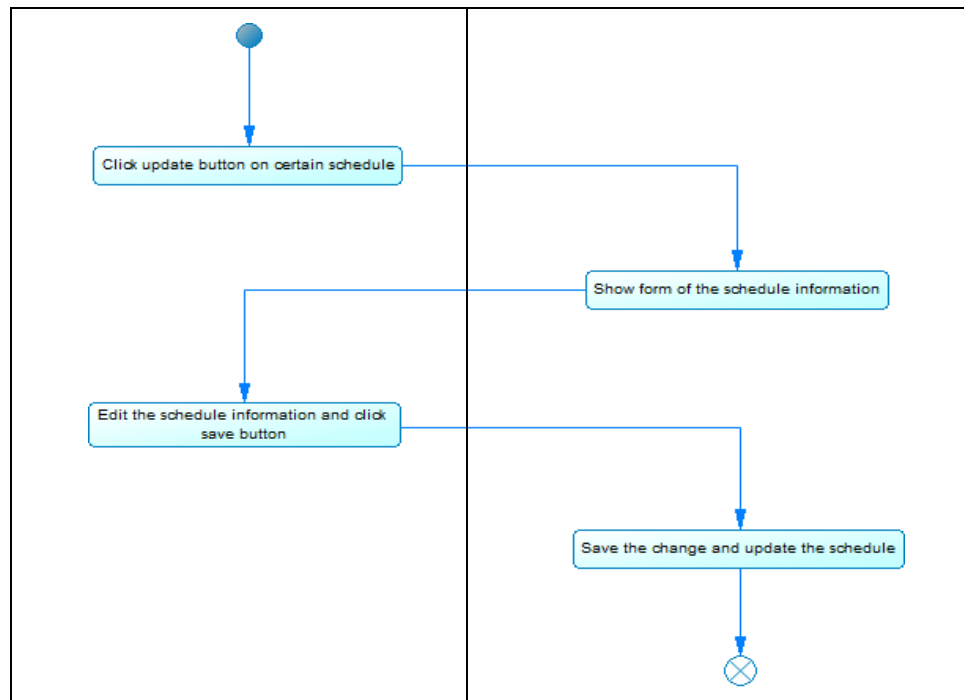 Click update button on certain schedule
Show form of the schedule information
Edit the schedule information and click
save button
Save the change and update the schedule